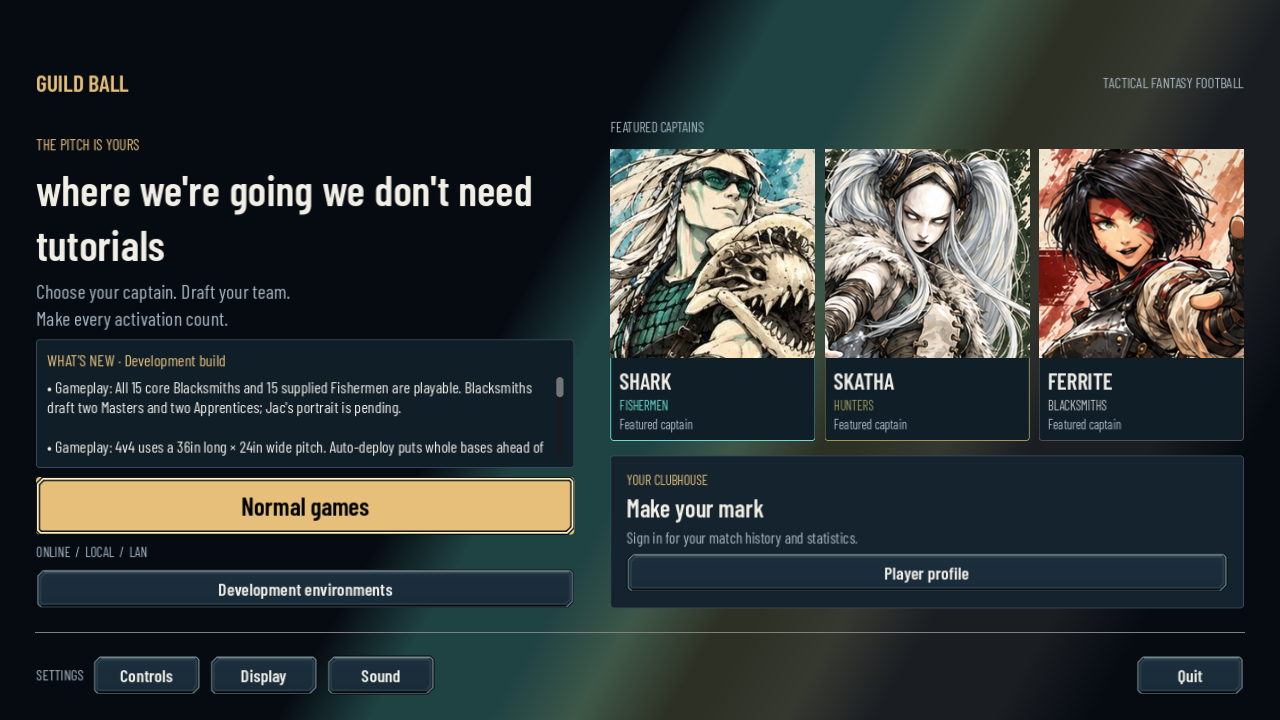 GUILD BALL
TACTICAL FANTASY FOOTBALL
THE PITCH IS YOURS
where we're going we don't need
tutorials
Choose your captain. Draft your team.
Make every activation count.
WHAT'S NEW · Development build
• Gameplay: All 15 core Blacksmiths and 15 supplied Fishermen are playable. Blacksmiths
draft two Masters and two Apprentices; Jac's portrait is pending.
• Gameplay: 4v4 uses a 36in long × 24in wide pitch. Auto-deploy puts whole bases ahead of
Normal games
ONLINE / LOCAL / LAN
Development environments
FEATURED CAPTAINS
SHARK
FISHERMEN
Featured captain
SKATHA
HUNTERS
Featured captain
FERRITE
BLACKSMITHS
Featured captain
YOUR CLUBHOUSE
Make your mark
Sign in for your match history and statistics.
Player profile
SETTINGS
Controls
Display
Sound
Quit